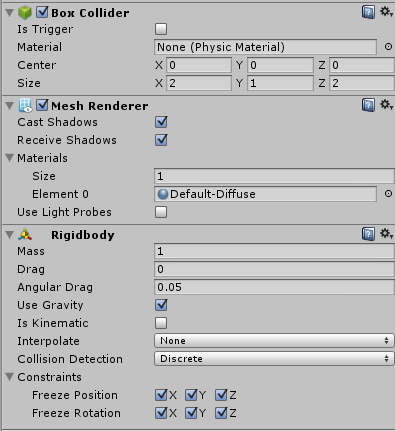 Box Collider
Is Trigger
Material None (Physic Material)
Center X 0 Y 0 Z 0
Size X 2 Y 1 Z 2
Mesh Renderer
Cast Shadows
Receive Shadows
Materials
Size 1
Element 0 Default-Diffuse
Use Light Probes
Rigidbody
Mass 1
Drag 0
Angular Drag 0.05
Use Gravity
Is Kinematic
Interpolate None
Collision Detection Discrete
Constraints
Freeze Position X Y Z
Freeze Rotation X Y Z